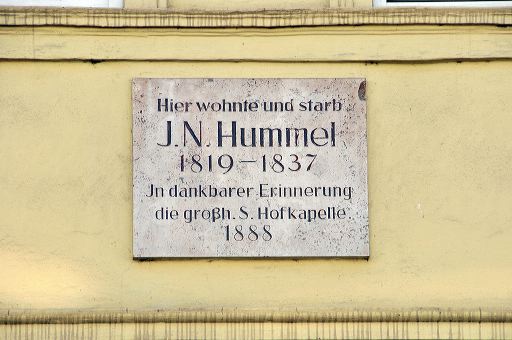 Hier wohnte und starb
J.N. Hummel
1819–1837
Jn dankbarer Erinnerung
die großh. S. Hofkapelle
1888